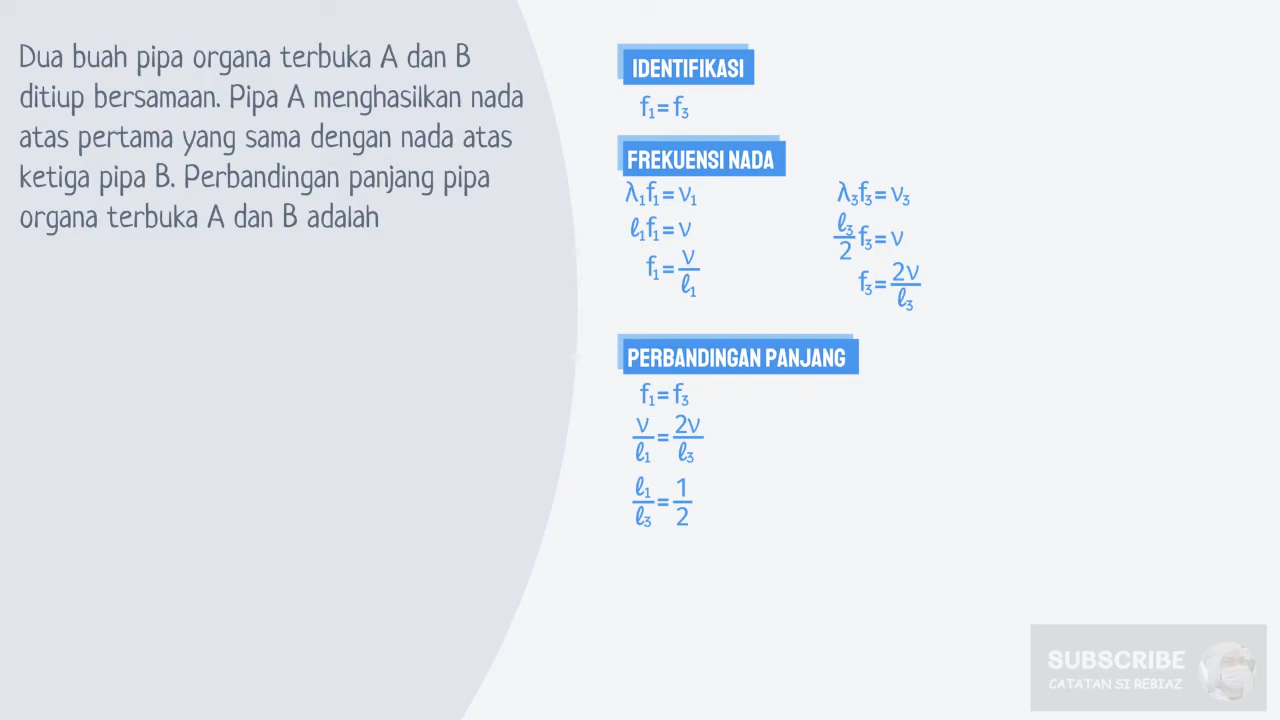 Dua buah pipa organa terbuka A dan B
ditiup bersamaan. Pipa A menghasilkan nada
atas pertama yang sama dengan nada atas
ketiga pipa B. Perbandingan panjang pipa
organa terbuka A dan B adalah
IDENTIFIKASI
f₁=f₃
FREKUENSI NADA
λ₁f₁=v₁
ℓ₁f₁=v
f₁=v/ℓ₁
λ₃f₃=v₃
ℓ₃/2 f₃=v
f₃=2v/ℓ₃
PERBANDINGAN PANJANG
f₁=f₃
v/ℓ₁=2v/ℓ₃
ℓ₁/ℓ₃=1/2
SUBSCRIBE
CATATAN SI REBIAZ